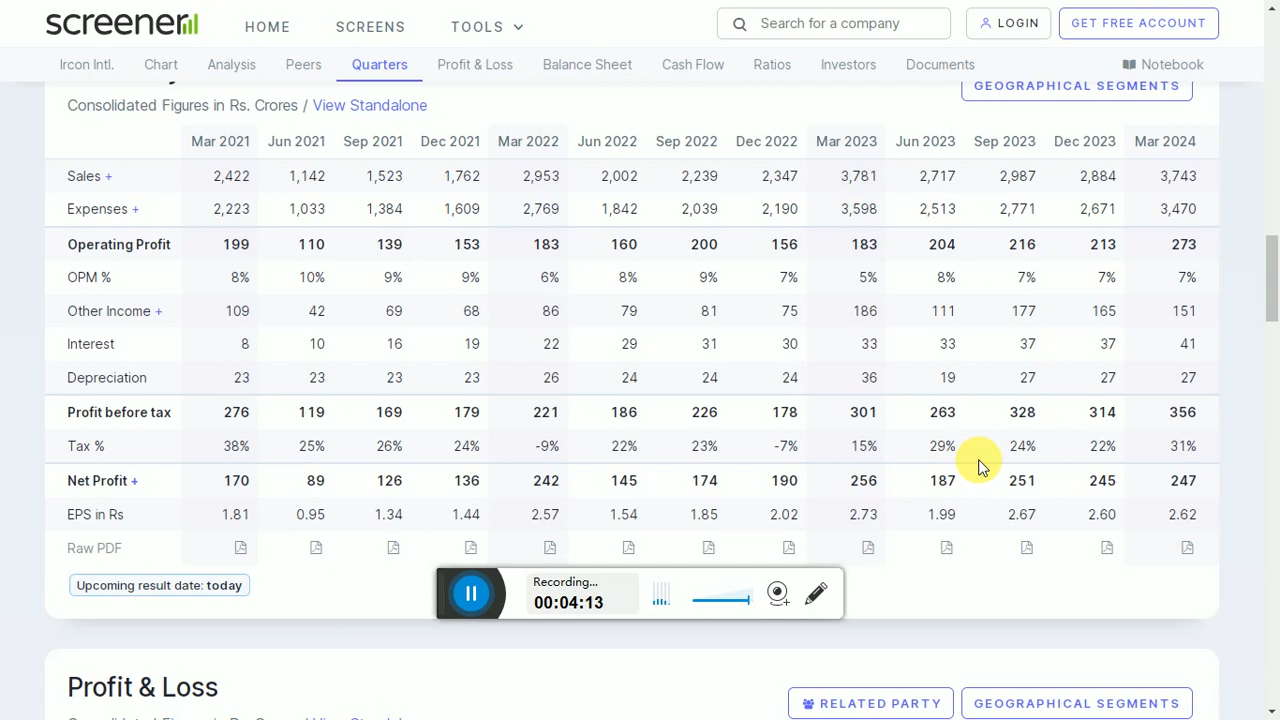 screener
HOME
SCREENS
TOOLS
Search for a company
LOGIN
GET FREE ACCOUNT
Ircon Intl.
Chart
Analysis
Peers
Quarters
Profit & Loss
Balance Sheet
Cash Flow
Ratios
Investors
Documents
Notebook
Consolidated Figures in Rs. Crores / View Standalone
GEOGRAPHICAL SEGMENTS
Mar 2021 Jun 2021 Sep 2021 Dec 2021 Mar 2022 Jun 2022 Sep 2022 Dec 2022 Mar 2023 Jun 2023 Sep 2023 Dec 2023 Mar 2024
Sales + 2,422 1,142 1,523 1,762 2,953 2,002 2,239 2,347 3,781 2,717 2,987 2,884 3,743
Expenses + 2,223 1,033 1,384 1,609 2,769 1,842 2,039 2,190 3,598 2,513 2,771 2,671 3,470
Operating Profit 199 110 139 153 183 160 200 156 183 204 216 213 273
OPM % 8% 10% 9% 9% 6% 8% 9% 7% 5% 8% 7% 7% 7%
Other Income + 109 42 69 68 86 79 81 75 186 111 177 165 151
Interest 8 10 16 19 22 29 31 30 33 33 37 37 41
Depreciation 23 23 23 23 26 24 24 24 36 19 27 27 27
Profit before tax 276 119 169 179 221 186 226 178 301 263 328 314 356
Tax % 38% 25% 26% 24% -9% 22% 23% -7% 15% 29% 24% 22% 31%
Net Profit + 170 89 126 136 242 145 174 190 256 187 251 245 247
EPS in Rs 1.81 0.95 1.34 1.44 2.57 1.54 1.85 2.02 2.73 1.99 2.67 2.60 2.62
Raw PDF
Upcoming result date: today
Recording...
00:04:13
Profit & Loss
RELATED PARTY
GEOGRAPHICAL SEGMENTS